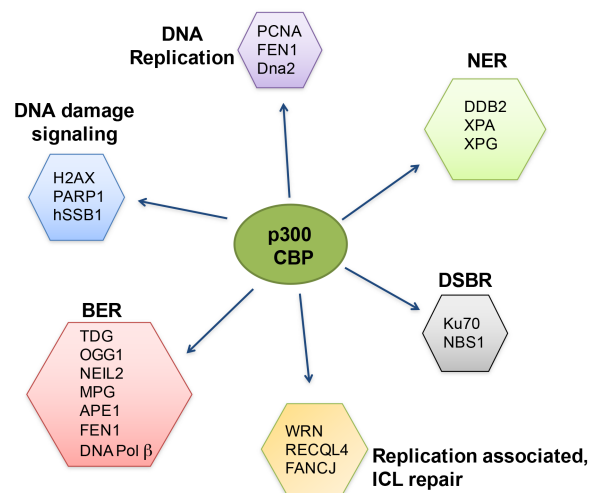 DNA
Replication
PCNA
FEN1
Dna2
NER
DDB2
XPA
XPG
DNA damage
signaling
H2AX
PARP1
hSSB1
p300
CBP
DSBR
Ku70
NBS1
BER
TDG
OGG1
NEIL2
MPG
APE1
FEN1
DNA Pol β
WRN
RECQL4
FANCJ
Replication associated,
ICL repair